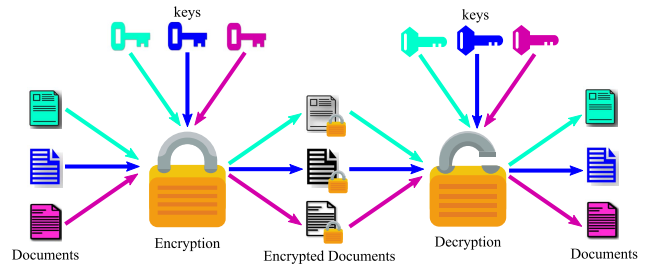 keys
keys
Documents
Encryption
Encrypted Documents
Decryption
Documents